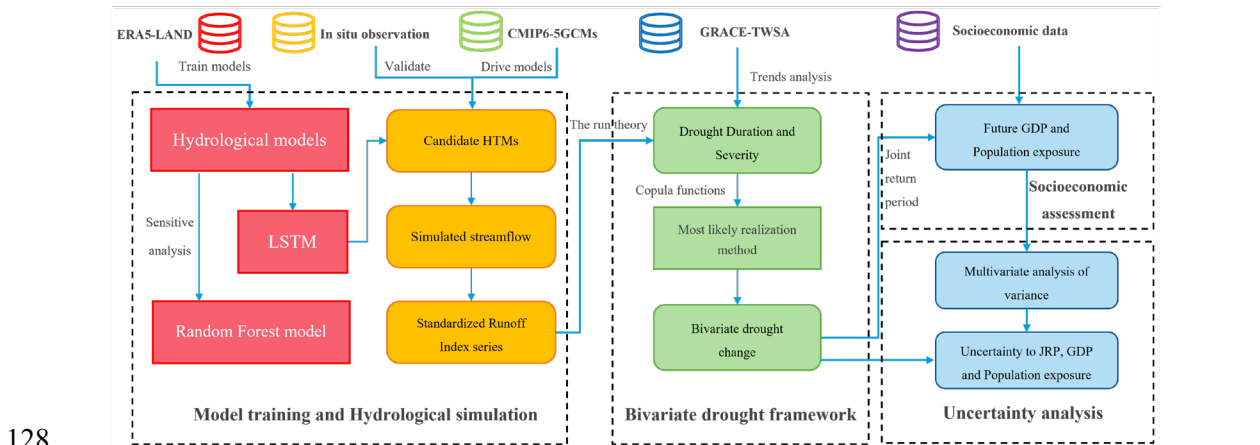 ERA5-LAND
In situ observation
CMIP6-5GCMs
GRACE-TWSA
Socioeconomic data
Train models
Validate
Drive models
Trends analysis
Hydrological models
Candidate HTMs
The run theory
Drought Duration and
Severity
Joint
return
period
Future GDP and
Population exposure
Sensitive
analysis
LSTM
Simulated streamflow
Copula functions
Most likely realization
method
Socioeconomic
assessment
Multivariate analysis of
variance
Random Forest model
Standardized Runoff
Index series
Bivariate drought
change
Uncertainty to JRP, GDP
and Population exposure
Model training and Hydrological simulation
Bivariate drought framework
Uncertainty analysis
128